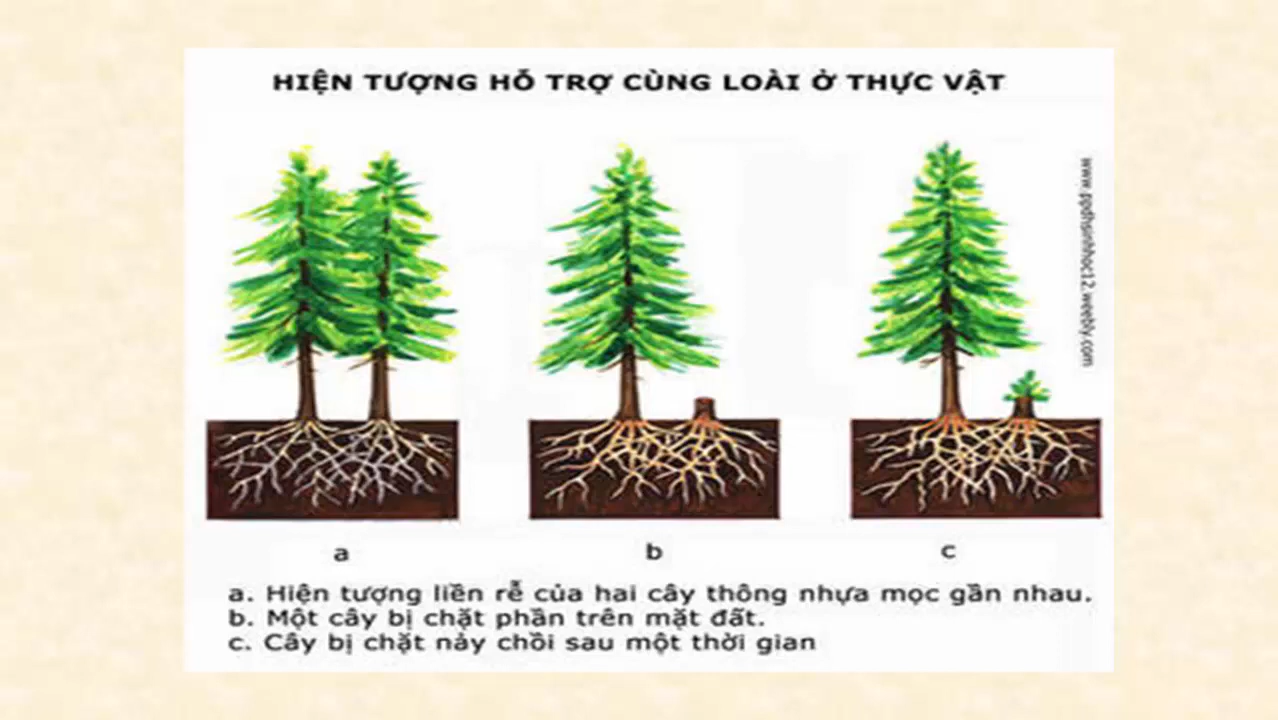 HIỆN TƯỢNG HỖ TRỢ CÙNG LOÀI Ở THỰC VẬT
www.ppdhsinhhoc12.weebly.com
a
b
c
a. Hiện tượng liền rễ của hai cây thông nhựa mọc gần nhau.
b. Một cây bị chặt phần trên mặt đất.
c. Cây bị chặt nảy chồi sau một thời gian